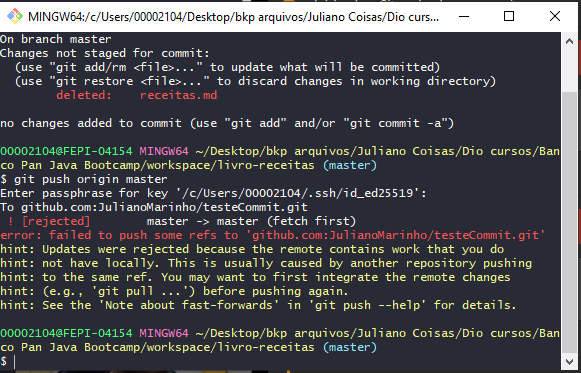 MINGW64:/c/Users/00002104/Desktop/bkp arquivos/Juliano Coisas/Dio curs...
On branch master
Changes not staged for commit:
(use "git add/rm <file>..." to update what will be committed)
(use "git restore <file>..." to discard changes in working directory)
deleted: receitas.md
no changes added to commit (use "git add" and/or "git commit -a")
00002104@FEPI-04154 MINGW64 ~/Desktop/bkp arquivos/Juliano Coisas/Dio cursos/Ban
co Pan Java Bootcamp/workspace/livro-receitas (master)
$ git push origin master
Enter passphrase for key '/c/Users/00002104/.ssh/id_ed25519':
To github.com:JulianoMarinho/testeCommit.git
! [rejected] master -> master (fetch first)
error: failed to push some refs to 'github.com:JulianoMarinho/testeCommit.git'
hint: Updates were rejected because the remote contains work that you do
hint: not have locally. This is usually caused by another repository pushing
hint: to the same ref. You may want to first integrate the remote changes
hint: (e.g., 'git pull ...') before pushing again.
hint: See the 'Note about fast-forwards' in 'git push --help' for details.
00002104@FEPI-04154 MINGW64 ~/Desktop/bkp arquivos/Juliano Coisas/Dio cursos/Ban
co Pan Java Bootcamp/workspace/livro-receitas (master)
$